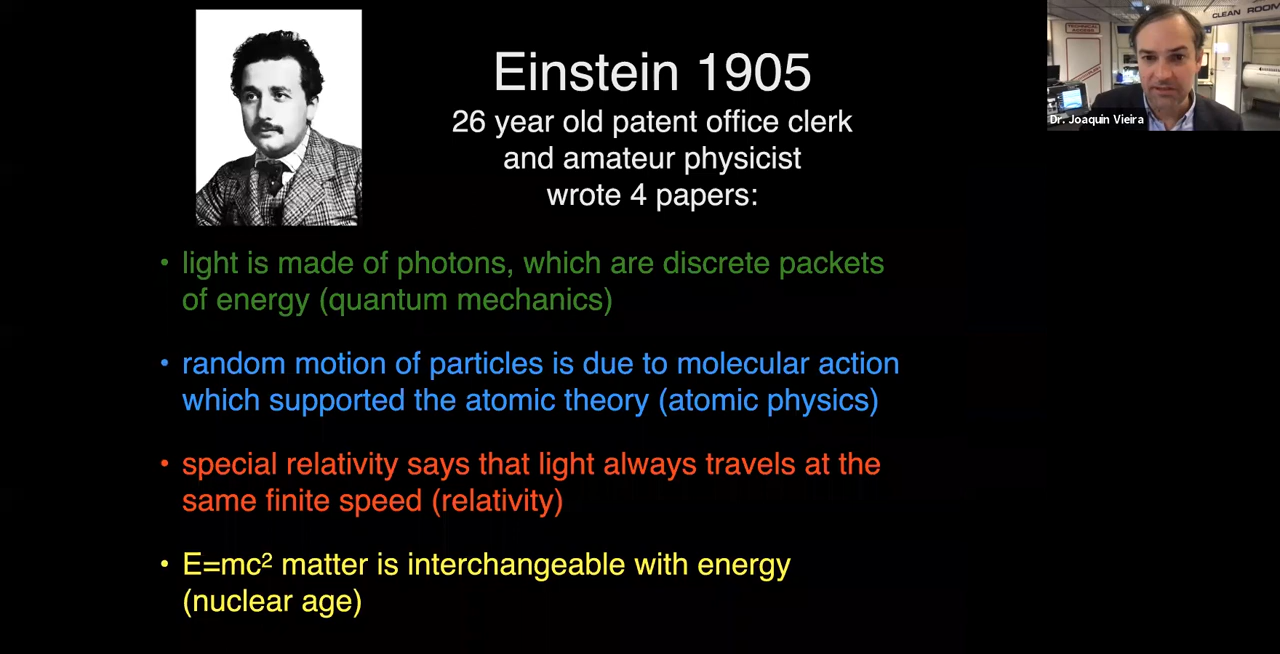 Einstein 1905
26 year old patent office clerk
and amateur physicist
wrote 4 papers:
• light is made of photons, which are discrete packets
of energy (quantum mechanics)
• random motion of particles is due to molecular action
which supported the atomic theory (atomic physics)
• special relativity says that light always travels at the
same finite speed (relativity)
• E=mc² matter is interchangeable with energy
(nuclear age)
CLEAN ROOM
TECHNICAL
ACCESS
Dr. Joaquin Vieira